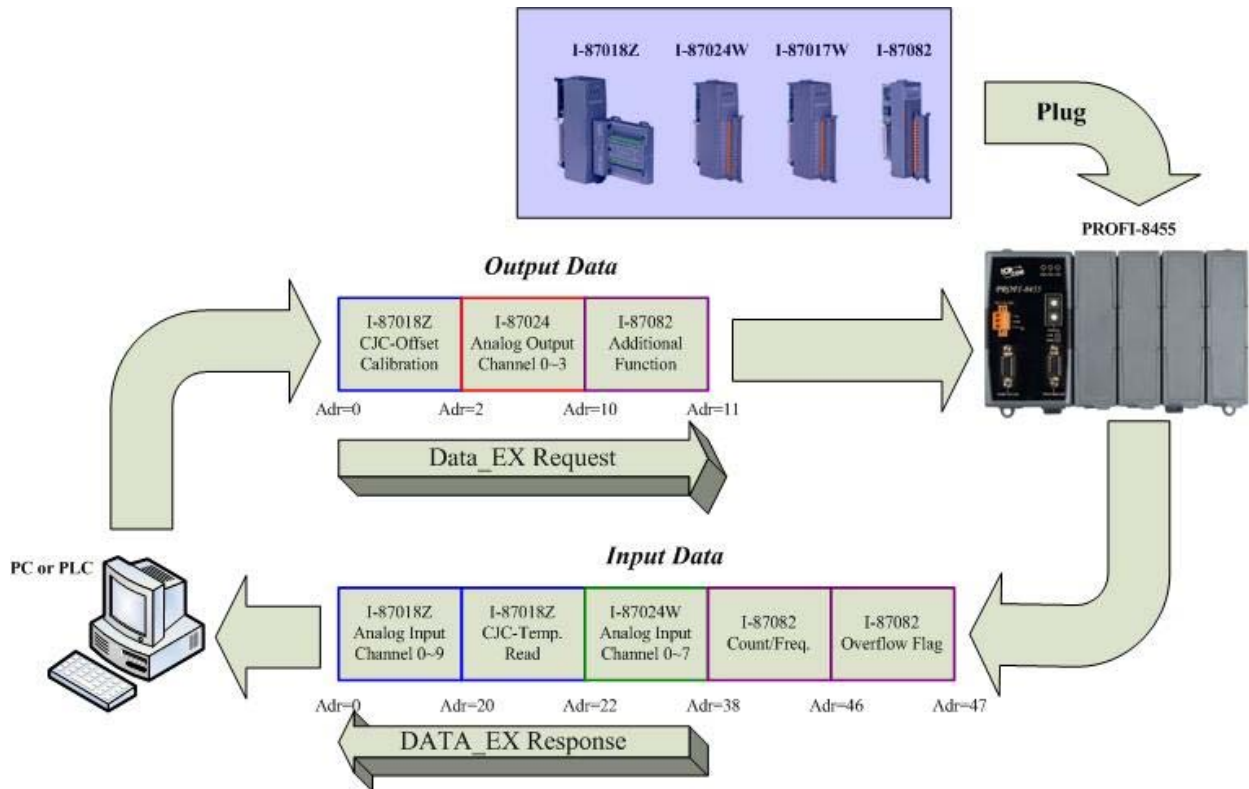 I-87018Z I-87024W I-87017W I-87082
Plug
PROFI-8455
PROFI-8455
Output Data
I-87018Z
CJC-Offset
Calibration
I-87024
Analog Output
Channel 0~3
I-87082
Additional
Function
Adr=0 Adr=2 Adr=10 Adr=11
Data_EX Request
PC or PLC
Input Data
I-87018Z
Analog Input
Channel 0~9
I-87018Z
CJC-Temp.
Read
I-87024W
Analog Input
Channel 0~7
I-87082
Count/Freq.
I-87082
Overflow Flag
Adr=0 Adr=20 Adr=22 Adr=38 Adr=46 Adr=47
DATA_EX Response